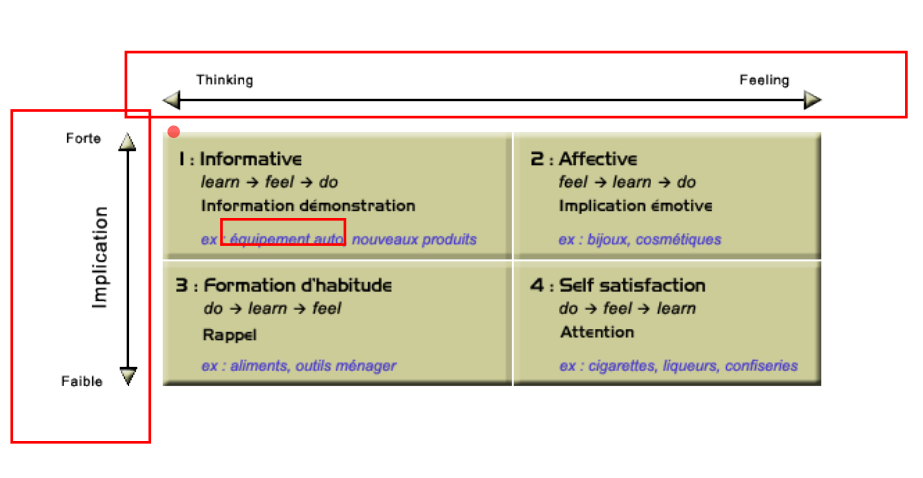 Thinking
Feeling
Forte
Implication
Faible
1 : Informative
learn → feel → do
Information démonstration
ex : équipement auto, nouveaux produits
2 : Affective
feel → learn → do
Implication émotive
ex : bijoux, cosmétiques
3 : Formation d'habitude
do → learn → feel
Rappel
ex : aliments, outils ménager
4 : Self satisfaction
do → feel → learn
Attention
ex : cigarettes, liqueurs, confiseries